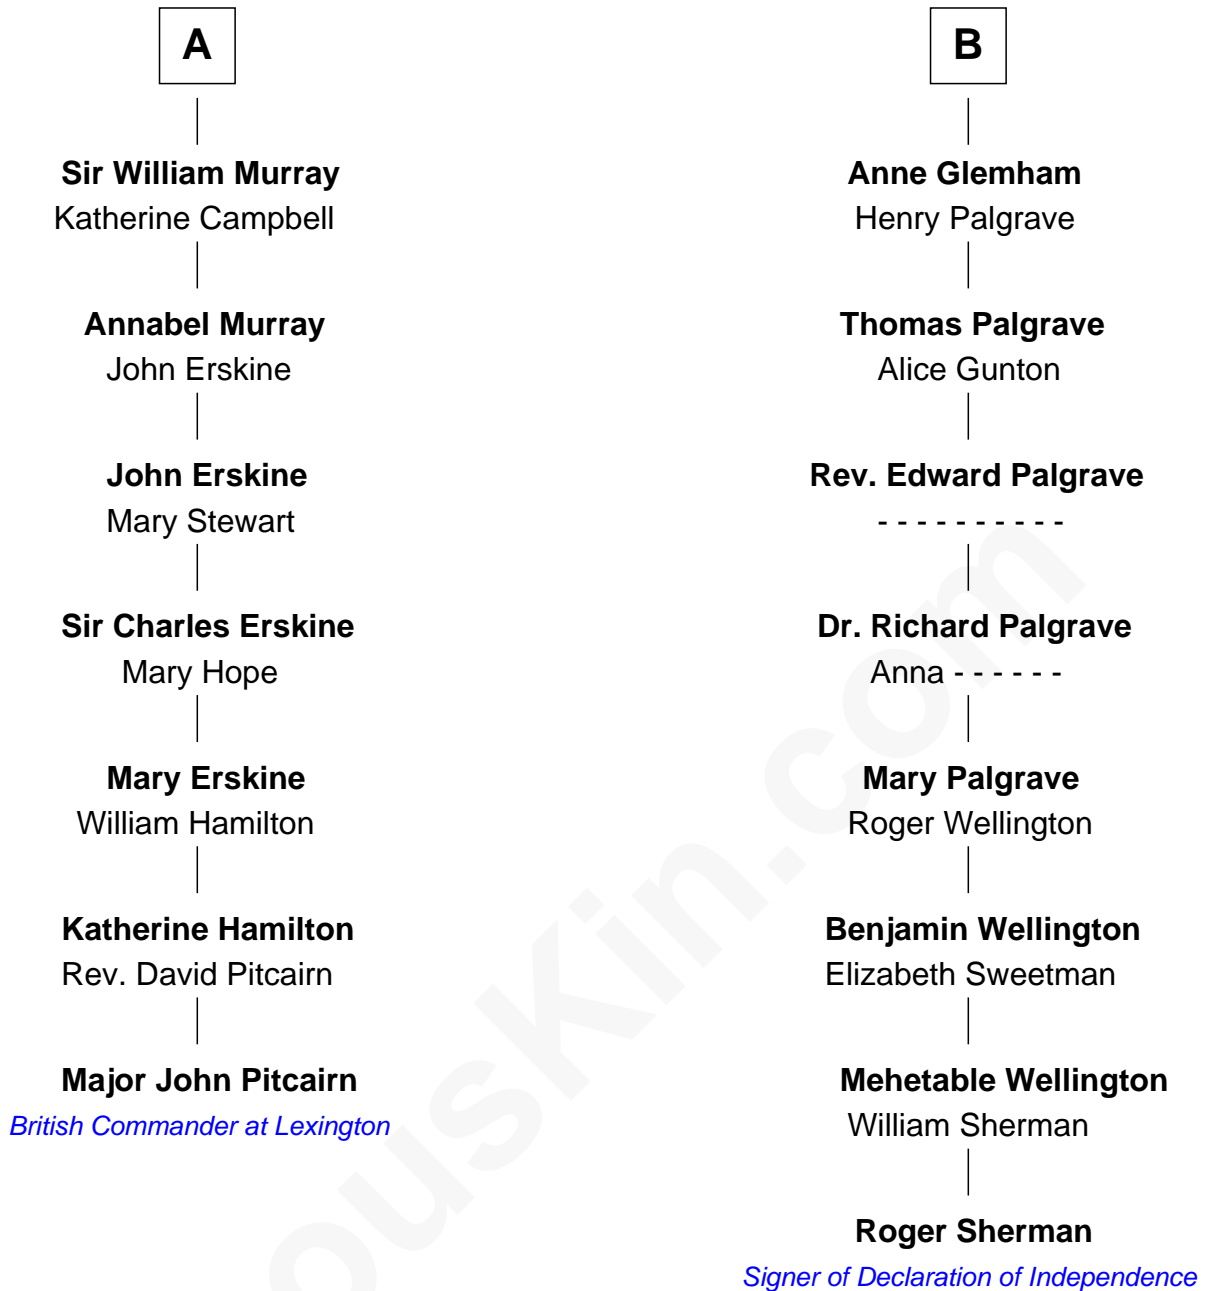 A
Sir William Murray
Katherine Campbell
Annabel Murray
John Erskine
John Erskine
Mary Stewart
Sir Charles Erskine
Mary Hope
Mary Erskine
William Hamilton
Katherine Hamilton
Rev. David Pitcairn
Major John Pitcairn
British Commander at Lexington
B
Anne Glemham
Henry Palgrave
Thomas Palgrave
Alice Gunton
Rev. Edward Palgrave
- - - - - - - - - -
Dr. Richard Palgrave
Anna - - - - - -
Mary Palgrave
Roger Wellington
Benjamin Wellington
Elizabeth Sweetman
Mehetable Wellington
William Sherman
Roger Sherman
Signer of Declaration of Independence
ousKin.com